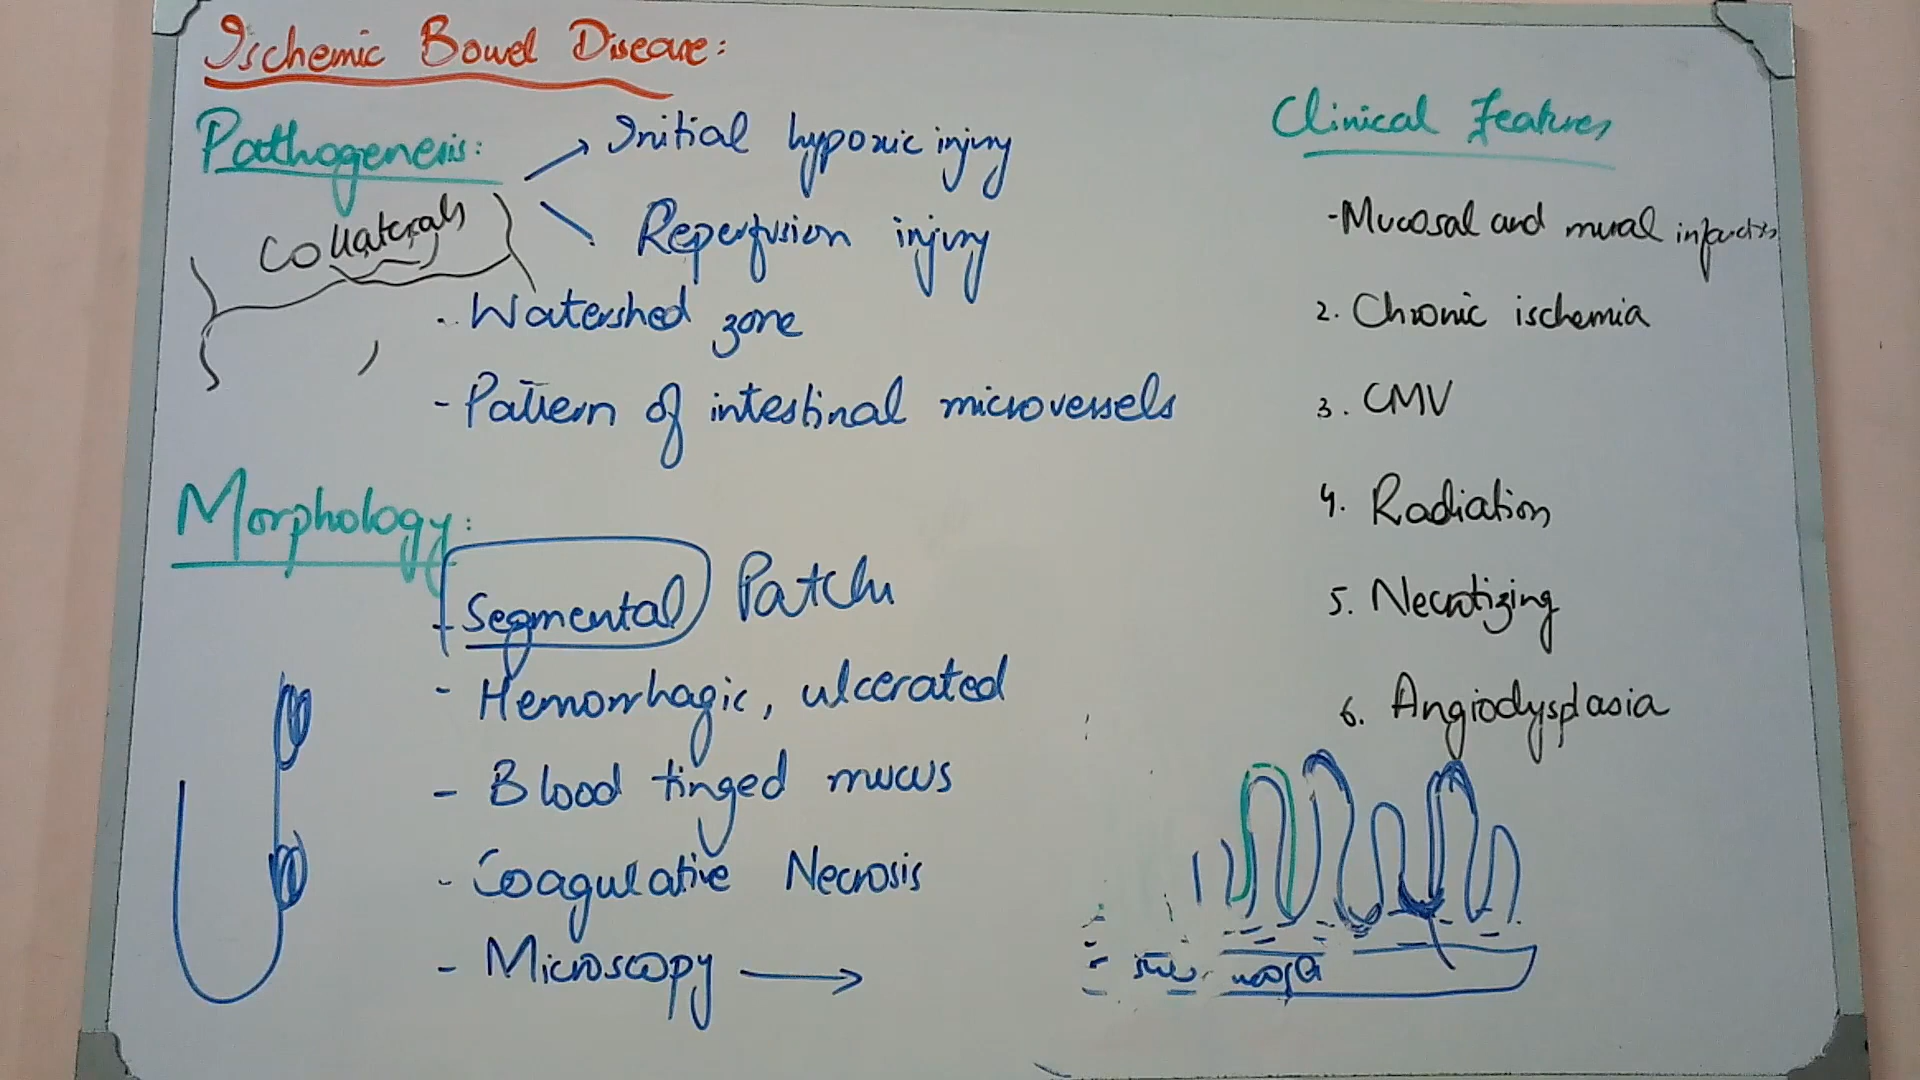 Ischemic Bowel Disease:
Pathogenesis:
→ Initial hypoxic injury
Reperfusion injury
Collaterals
- Watershed zone
- Pattern of intestinal microvessels
Morphology:
- Segmental Patchy
- Hemorrhagic, ulcerated
- Blood tinged mucus
- Coagulative Necrosis
- Microscopy →
Clinical Features
- Mucosal and mural
2. Chronic ischemia
3. CMV
4. Radiation
5. Necrotizing
6. Angiodysplasia